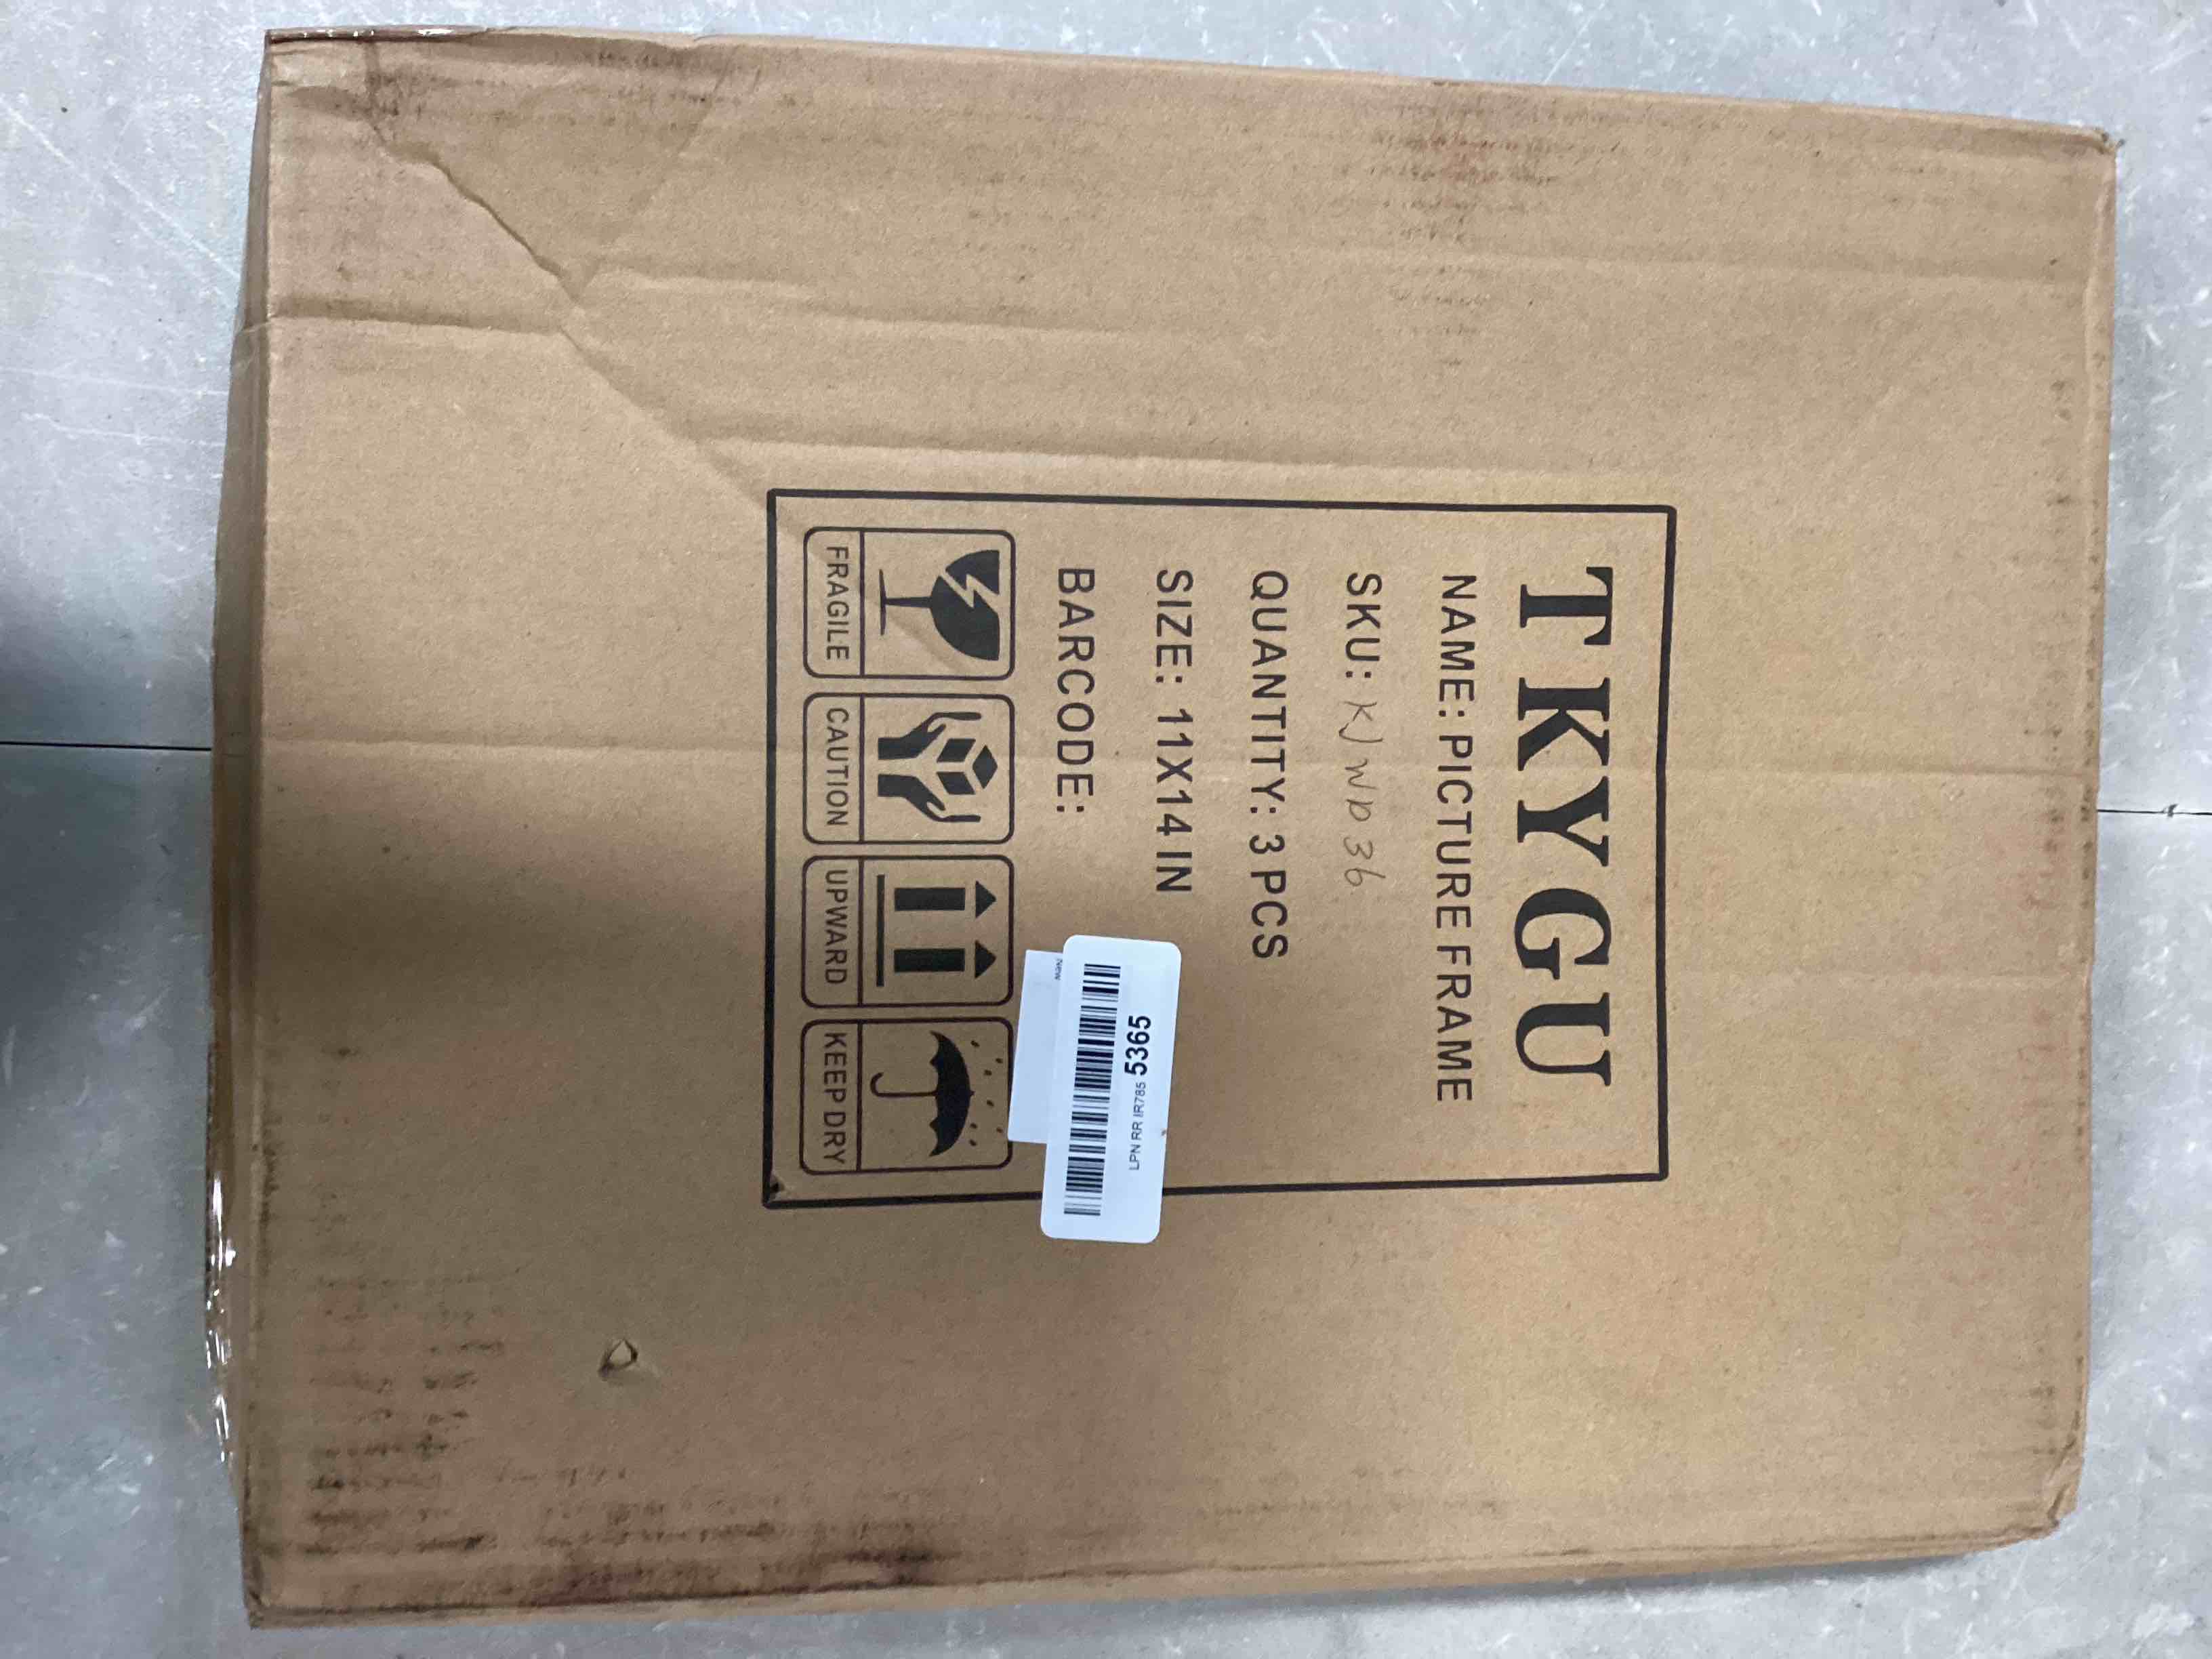 TKYGU
NAME: PICTURE FRAME
SKU: KJWD36
QUANTITY: 3 PCS
SIZE: 11X14 IN
BARCODE:
LPN RR IR785 5365
New
FRAGILE
CAUTION
UPWARD
KEEP DRY